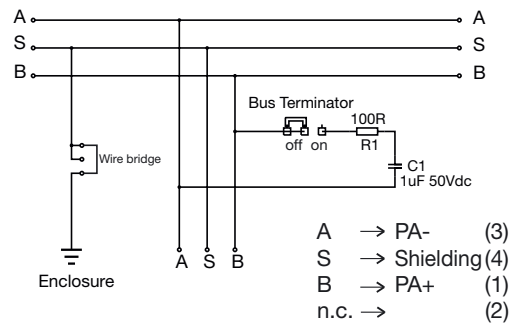 A A
S S
B B
Bus Terminator
100R
off on R1
Wire bridge
C1
1uF 50Vdc
A S B
Enclosure
A → PA- (3)
S → Shielding (4)
B → PA+ (1)
n.c. → (2)